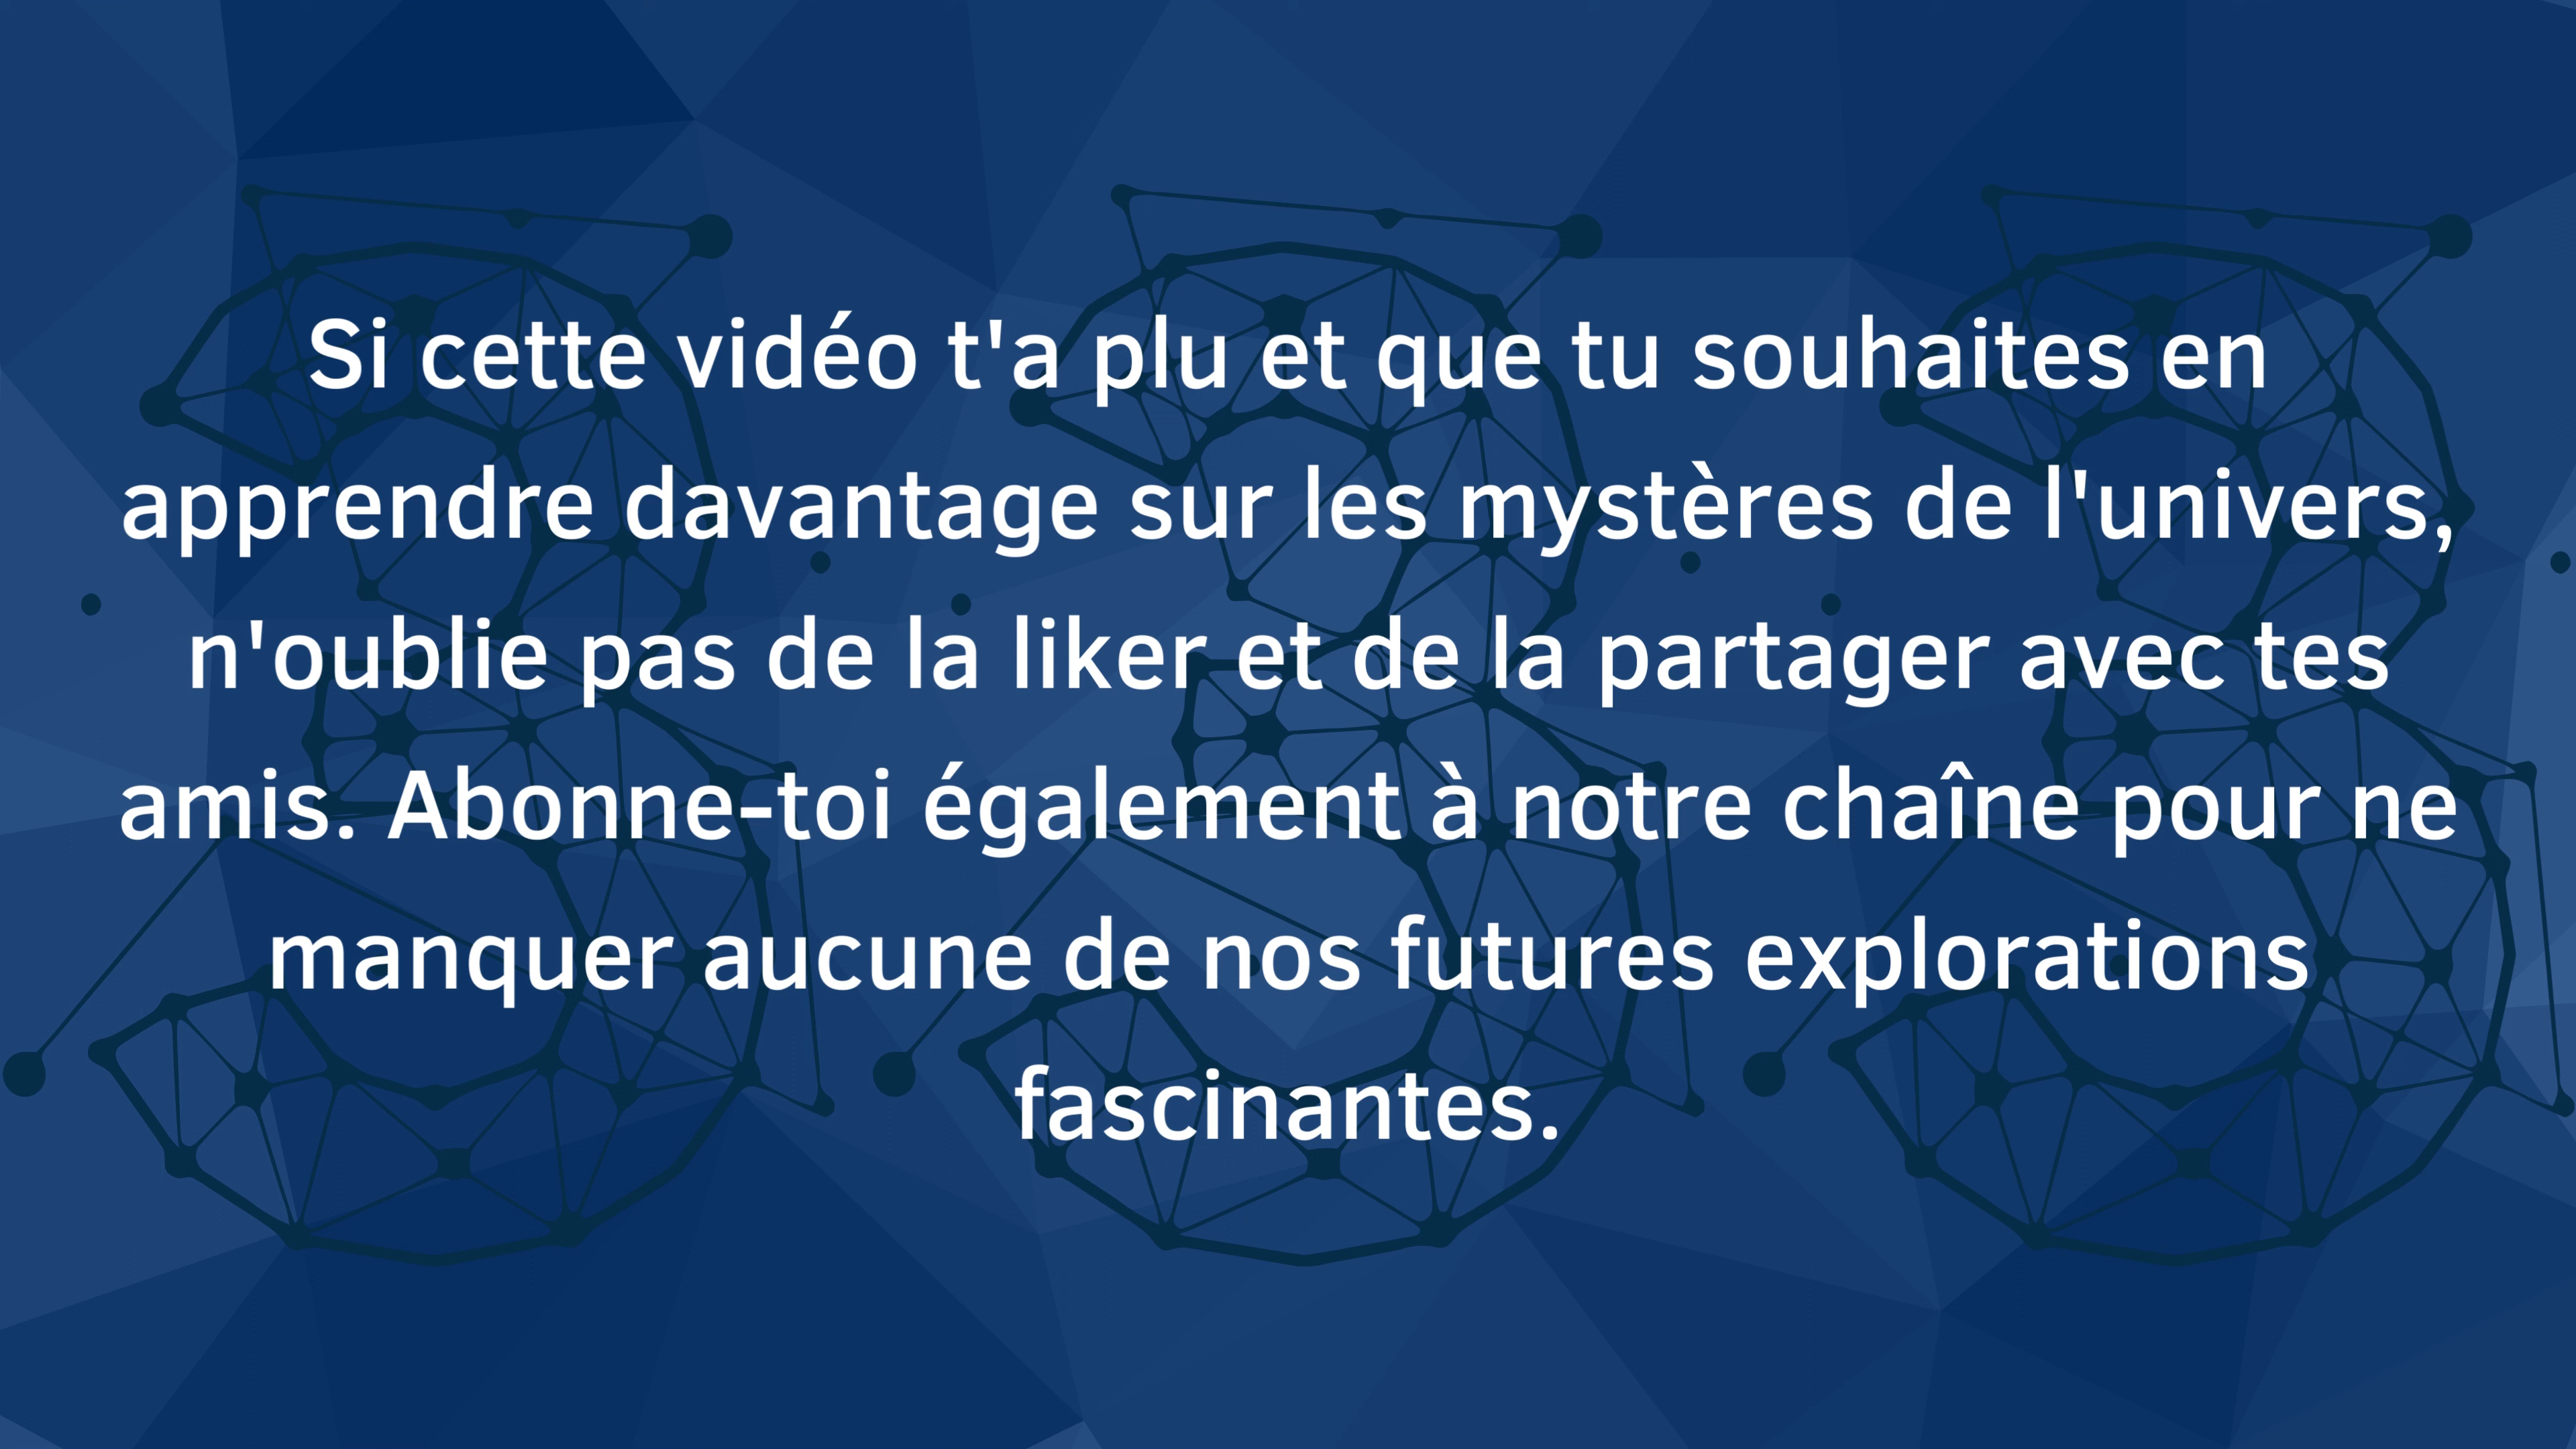 Si cette vidéo t'a plu et que tu souhaites en
apprendre davantage sur les mystères de l'univers,
n'oublie pas de la liker et de la partager avec tes
amis. Abonne-toi également à notre chaîne pour ne
manquer aucune de nos futures explorations
fascinantes.